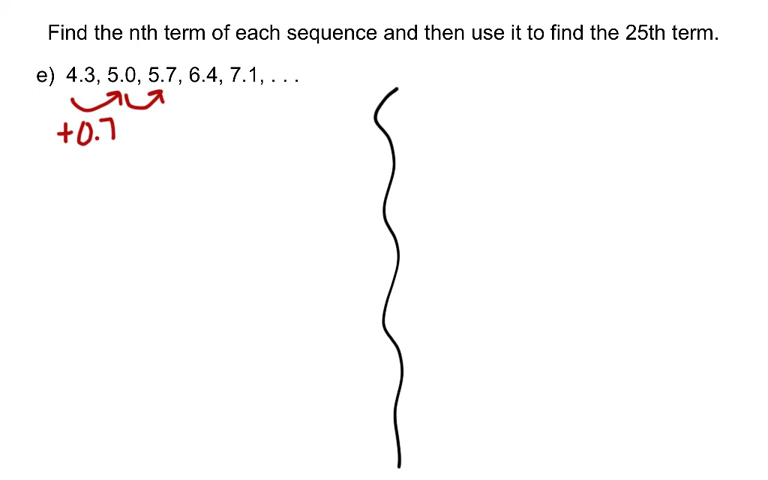 Find the nth term of each sequence and then use it to find the 25th term.
e) 4.3, 5.0, 5.7, 6.4, 7.1, . . .
+0.7